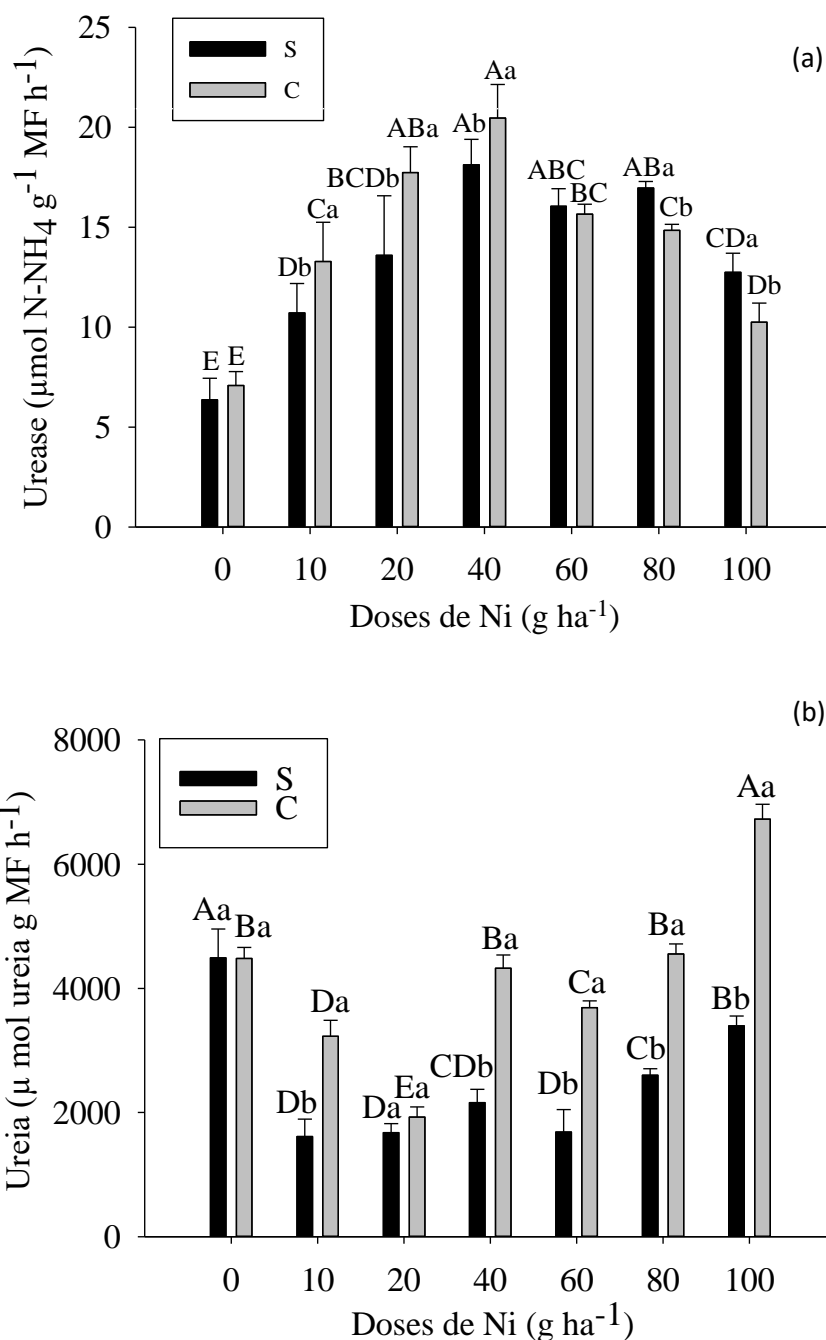 (a)
S
C
Urease (µmol N-NH4 g-1 MF h-1)
25
20
15
10
5
0
E
E
Db
Ca
BCDb
ABa
Ab
Aa
ABC
BC
ABa
Cb
CDa
Db
0 10 20 40 60 80 100
Doses de Ni (g ha-1)
(b)
S
C
Ureia (µ mol ureia g MF h-1)
8000
6000
4000
2000
0
Aa
Ba
Db
Da
Da
Ea
CDb
Ba
Db
Ca
Cb
Ba
Bb
Aa
0 10 20 40 60 80 100
Doses de Ni (g ha-1)